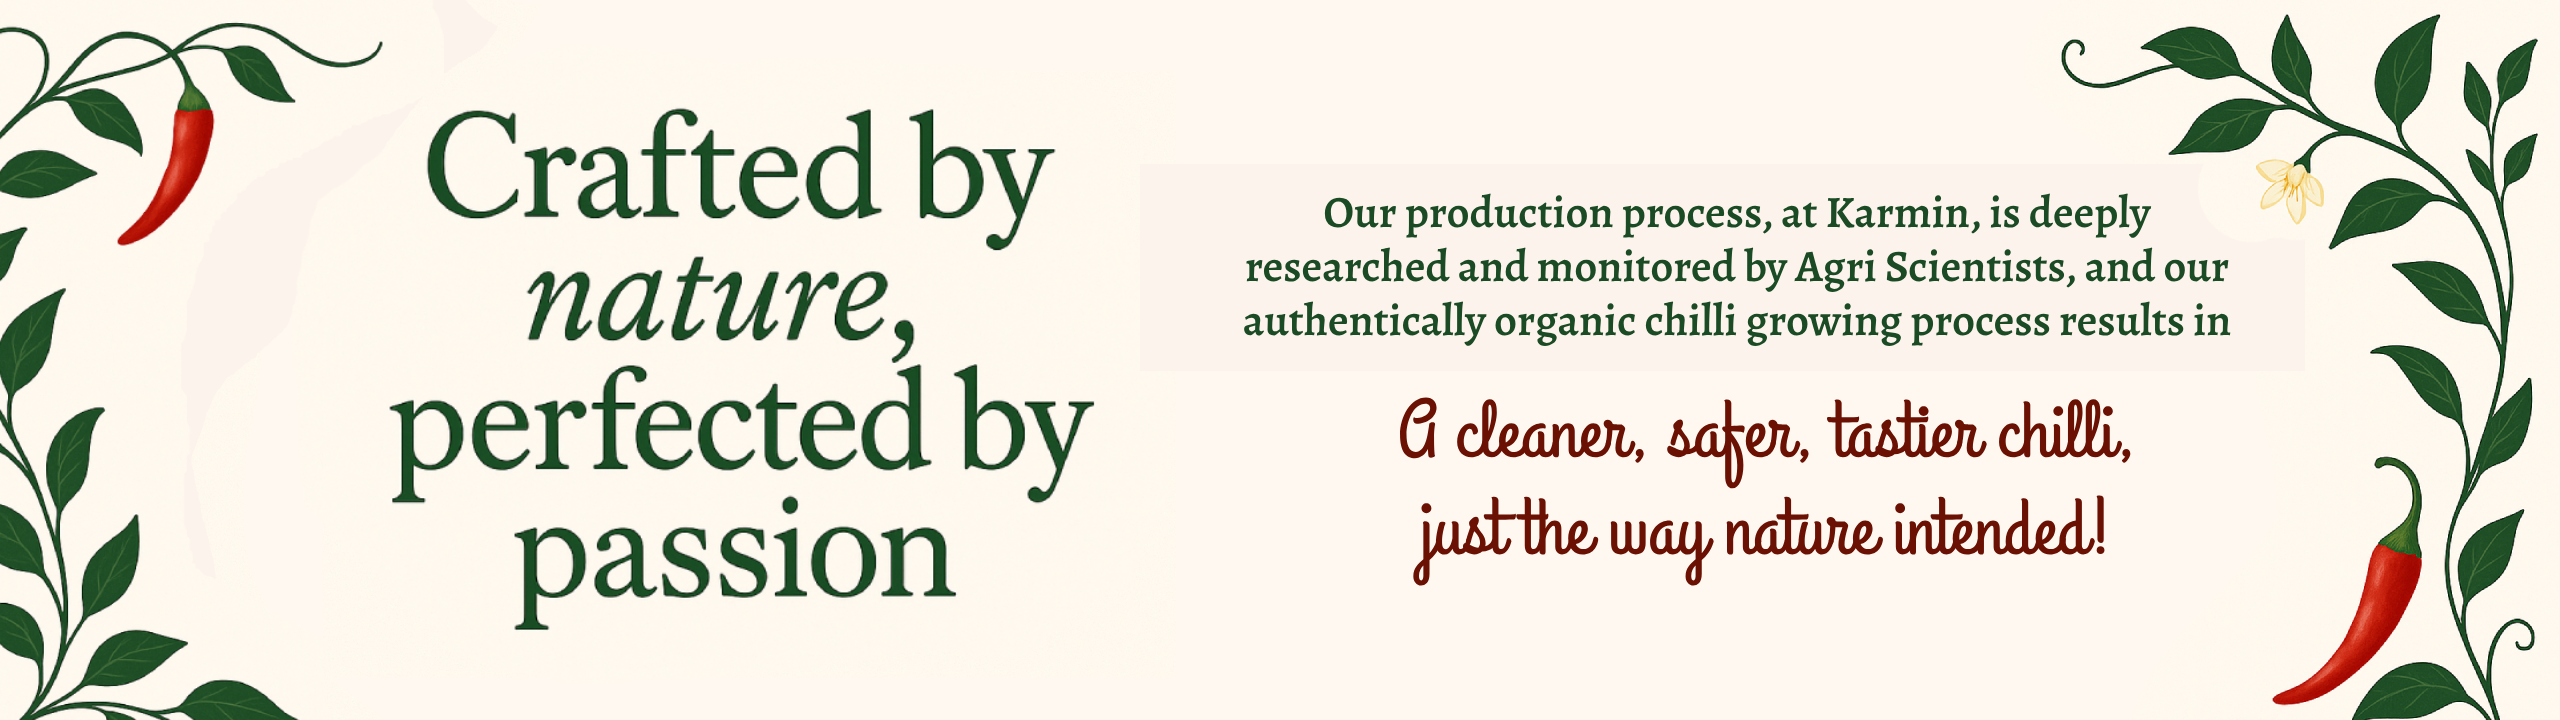 Crafted by
nature,
perfected by
passion
Our production process, at Karmin, is deeply
researched and monitored by Agri Scientists, and our
authentically organic chilli growing process results in
A cleaner, safer, tastier chilli,
just the way nature intended!